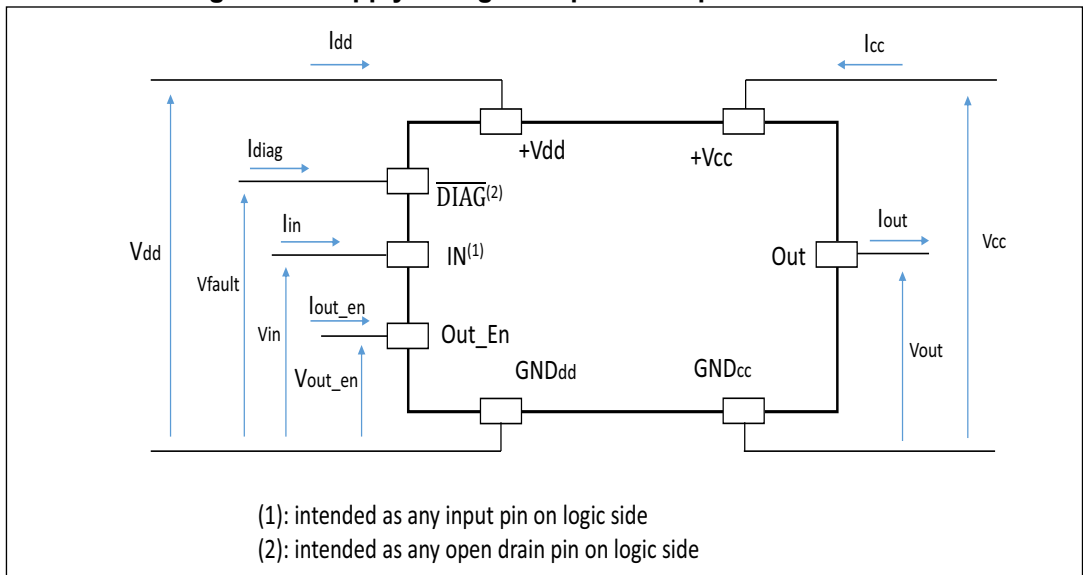 Idd
Icc
+Vdd
+Vcc
Idiag
DIAG(2)
Iin
IN(1)
Iout
Out
Vdd
Vcc
Vfault
Iout_en
Vin
Out_En
Vout
Vout_en
GNDdd
GNDcc
(1): intended as any input pin on logic side
(2): intended as any open drain pin on logic side